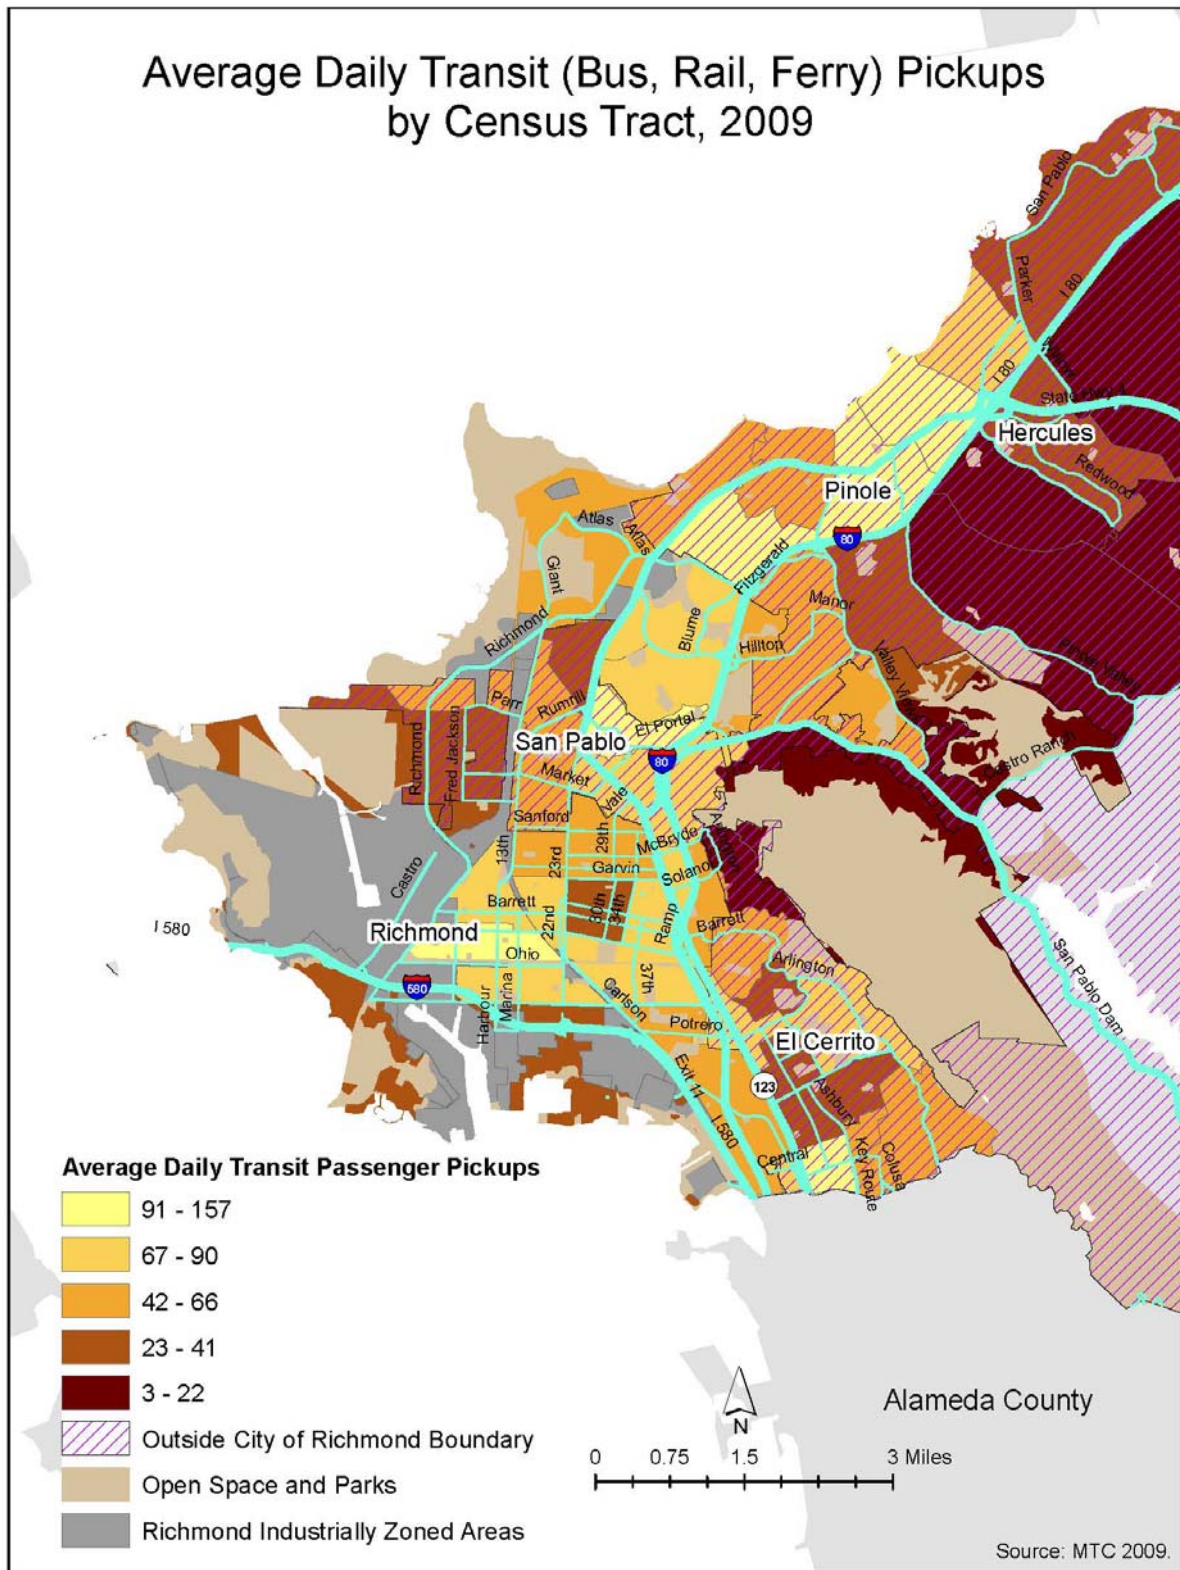 Average Daily Transit (Bus, Rail, Ferry) Pickups
by Census Tract, 2009
San Pablo
Parker
I 80
Willow
I 80
State Hwy 4
Hercules
Redwood
Pinole
80
Atlas
Atlas
Giant
Fitzgerald
Manor
Blume
Richmond
Hilltop
Valley View
Pinole Valley
Parr
Rumrill
El Portal
San Pablo
80
Richmond
Fred Jackson
Castro Ranch
Market
Vale
Sanford
29th
McBryde
Arlington
13th
23rd
Garvin
Solano
Castro
Barrett
30th
34th
22nd
Ramp
Barrett
I 580
Richmond
Ohio
Arlington
San Pablo Dam
580
Harbour
Marina
Carlson
37th
Potrero
El Cerrito
Exit 11
123
Ashbury
I 580
Central
Key Route
Colusa
Average Daily Transit Passenger Pickups
91 - 157
67 - 90
42 - 66
23 - 41
3 - 22
Outside City of Richmond Boundary
Open Space and Parks
Richmond Industrially Zoned Areas
Alameda County
N
0 0.75 1.5 3 Miles
Source: MTC 2009.